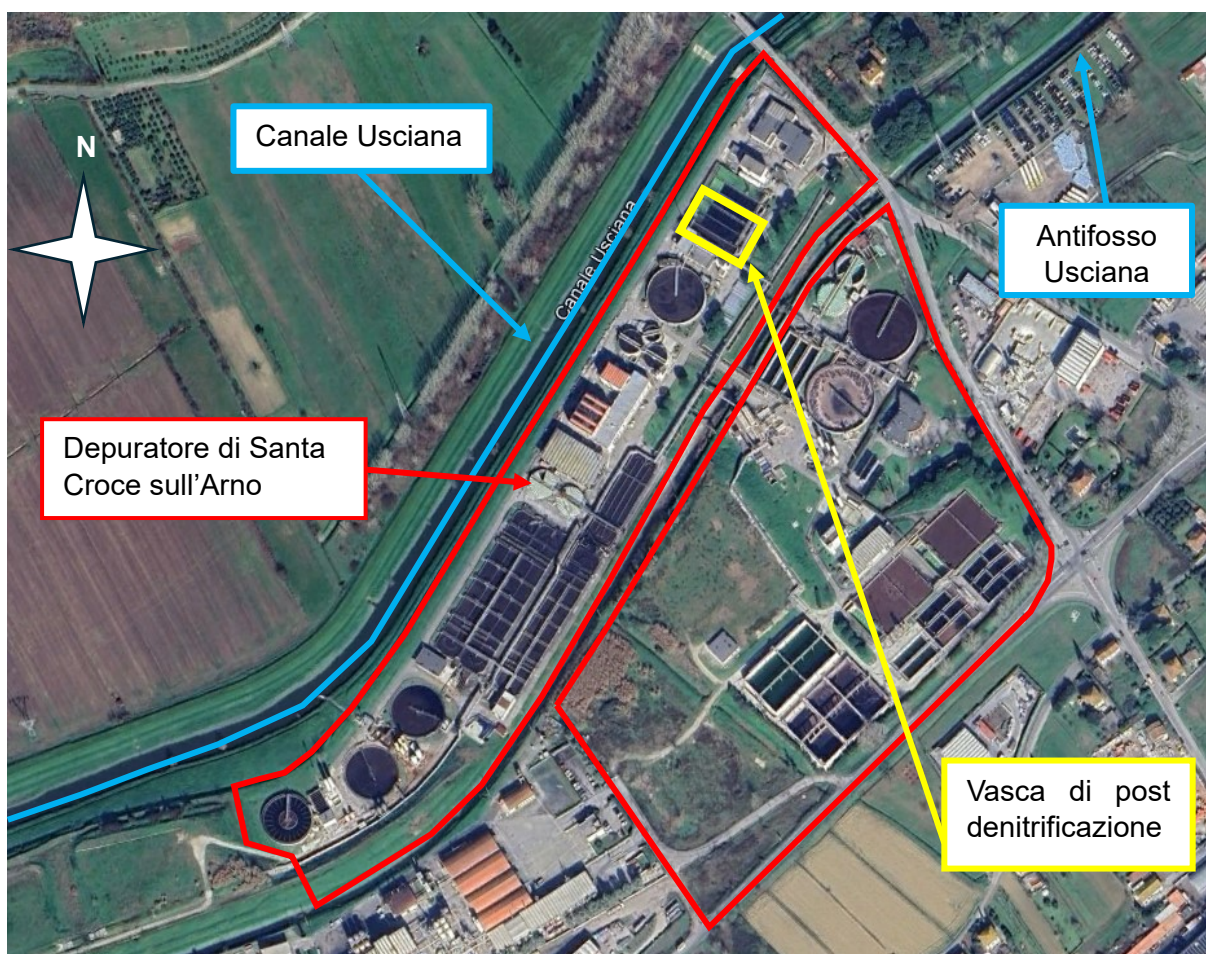 N
Canale Usciana
Canale Usciana
Antifosso
Usciana
Depuratore di Santa
Croce sull'Arno
Vasca di post
denitrificazione